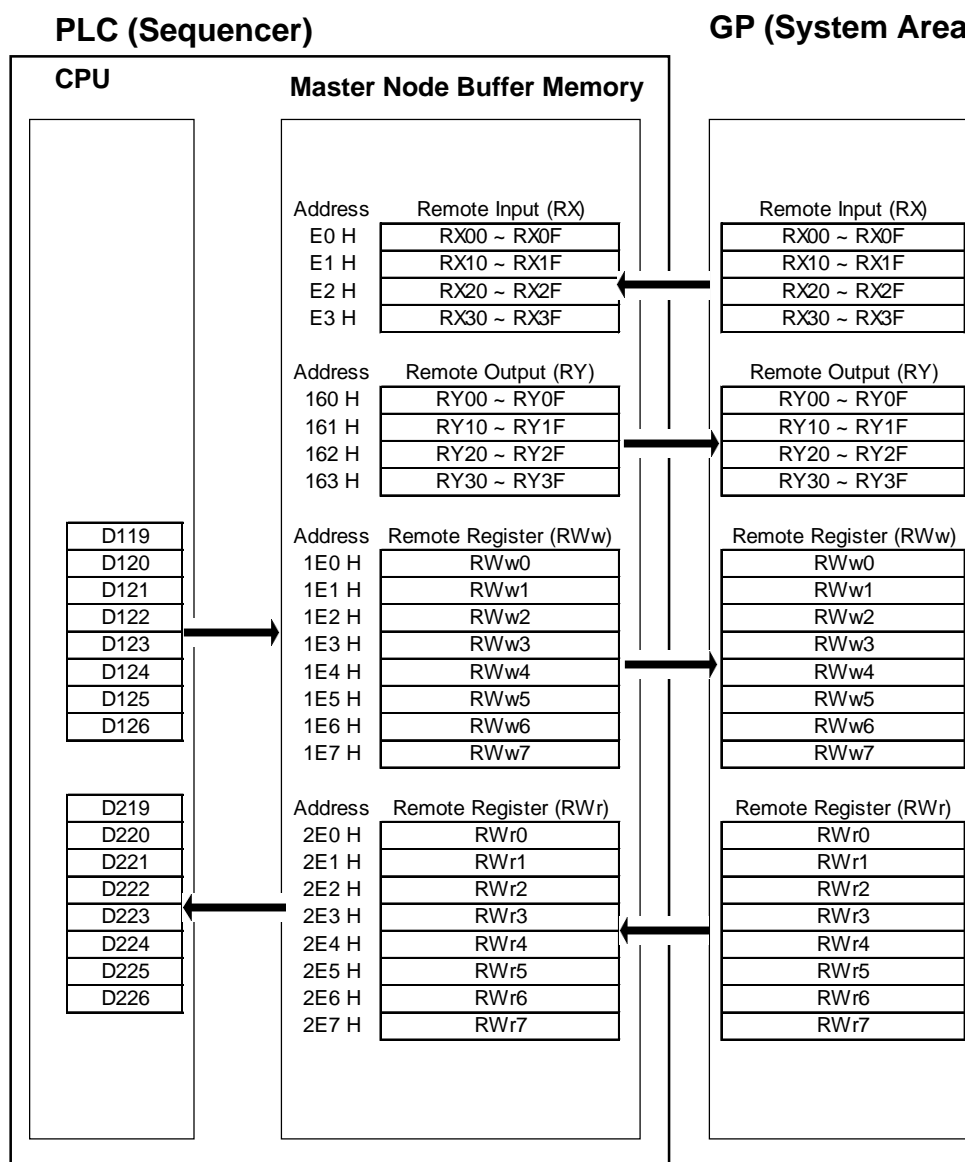 PLC (Sequencer) GP (System Area
CPU Master Node Buffer Memory
Address Remote Input (RX) Remote Input (RX)
E0 H RX00 ~ RX0F RX00 ~ RX0F
E1 H RX10 ~ RX1F RX10 ~ RX1F
E2 H RX20 ~ RX2F RX20 ~ RX2F
E3 H RX30 ~ RX3F RX30 ~ RX3F
Address Remote Output (RY) Remote Output (RY)
160 H RY00 ~ RY0F RY00 ~ RY0F
161 H RY10 ~ RY1F RY10 ~ RY1F
162 H RY20 ~ RY2F RY20 ~ RY2F
163 H RY30 ~ RY3F RY30 ~ RY3F
D119 Address Remote Register (RWw) Remote Register (RWw)
D120 1E0 H RWw0 RWw0
D121 1E1 H RWw1 RWw1
D122 1E2 H RWw2 RWw2
D123 1E3 H RWw3 RWw3
D124 1E4 H RWw4 RWw4
D125 1E5 H RWw5 RWw5
D126 1E6 H RWw6 RWw6
1E7 H RWw7 RWw7
D219 Address Remote Register (RWr) Remote Register (RWr)
D220 2E0 H RWr0 RWr0
D221 2E1 H RWr1 RWr1
D222 2E2 H RWr2 RWr2
D223 2E3 H RWr3 RWr3
D224 2E4 H RWr4 RWr4
D225 2E5 H RWr5 RWr5
D226 2E6 H RWr6 RWr6
2E7 H RWr7 RWr7